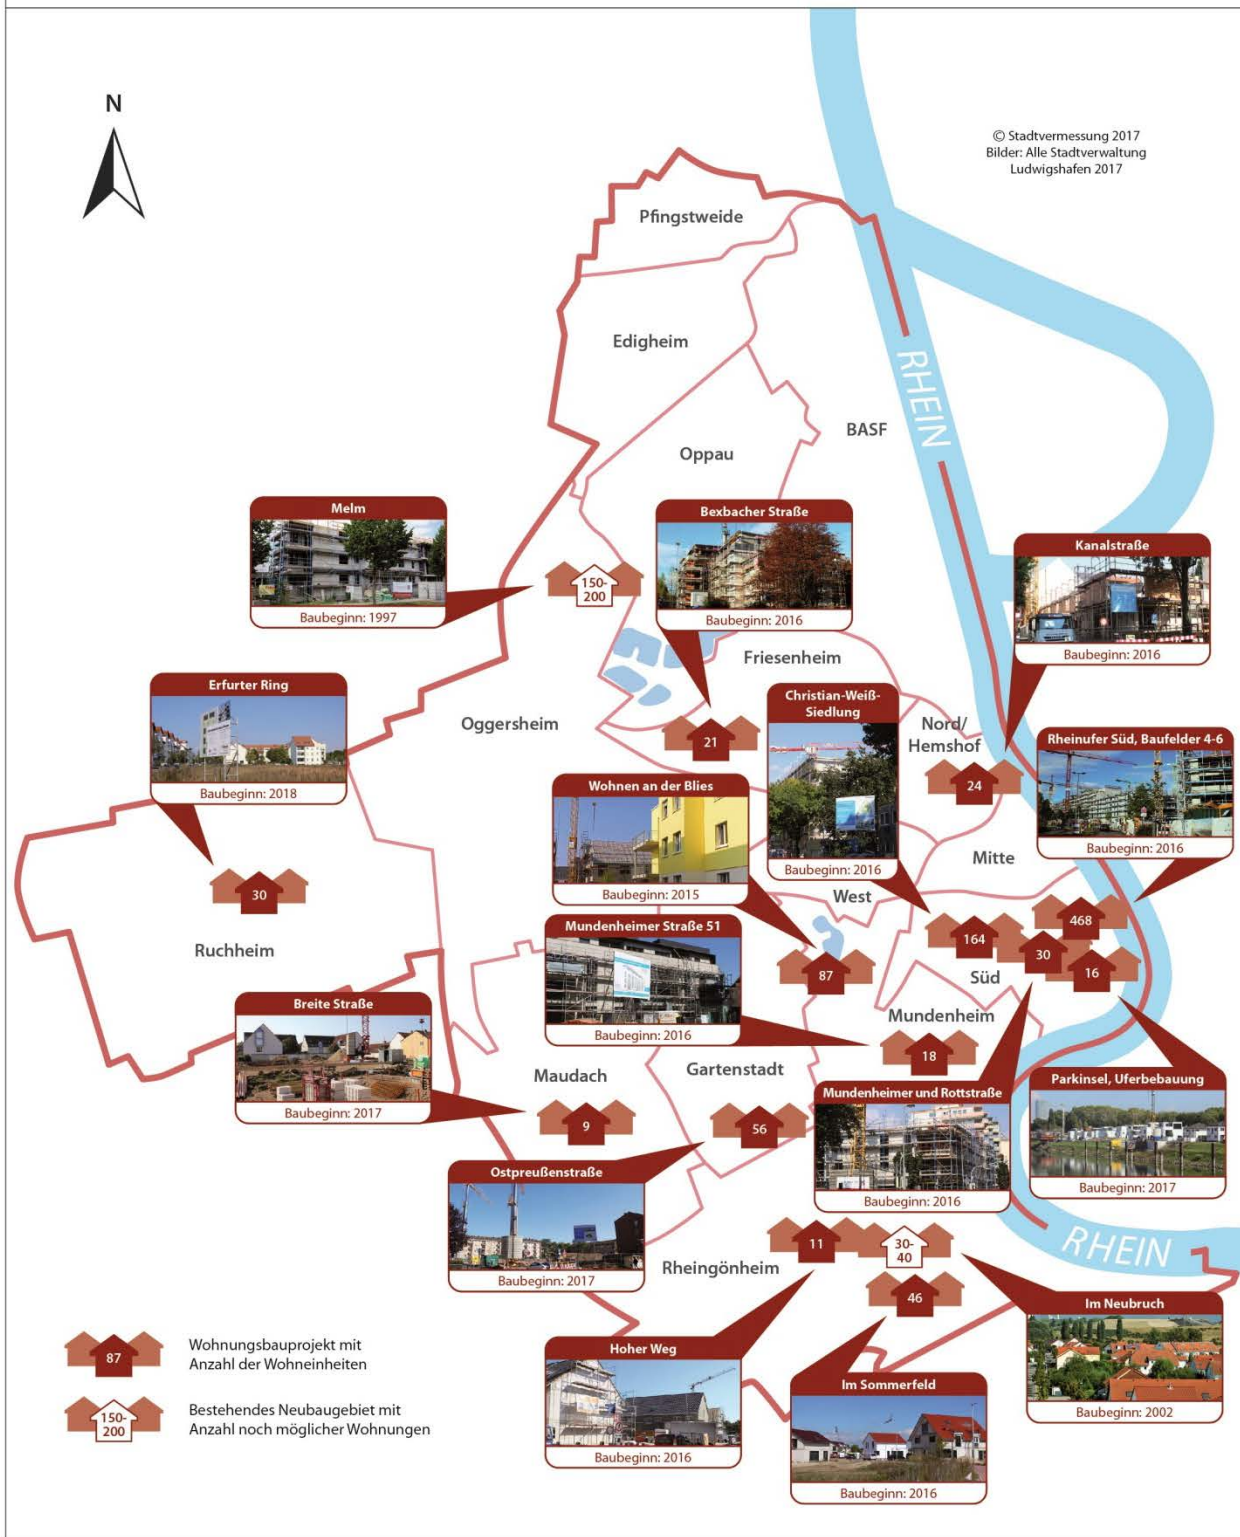 N
© Stadtvermessung 2017
Bilder: Alle Stadtverwaltung
Ludwigshafen 2017
Pfingstweide
Edigheim
RHEIN
BASF
Oppau
Melm
150-
200
Baubeginn: 1997
Bexbacher Straße
Baubeginn: 2016
Kanalstraße
Baubeginn: 2016
Friesenheim
Erfurter Ring
Baubeginn: 2018
Oggersheim
21
Christian-Weiß-
Siedlung
Baubeginn: 2016
Nord/
Hemshof
24
Rheinufer Süd, Baufelder 4-6
Baubeginn: 2016
Wohnen an der Blies
Baubeginn: 2015
Mitte
West
30
Ruchheim
Mundenheimer Straße 51
Baubeginn: 2016
87
164
30
468
16
Süd
Breite Straße
Baubeginn: 2017
Mundenheim
18
Maudach
9
Gartenstadt
56
Mundenheimer und Rottstraße
Baubeginn: 2016
Parkinsel, Uferbebauung
Baubeginn: 2017
Ostpreußenstraße
Baubeginn: 2017
Rheingönheim
11
30-
40
46
RHEIN
Im Neubruch
Baubeginn: 2002
Hoher Weg
Baubeginn: 2016
Im Sommerfeld
Baubeginn: 2016
87
Wohnungsbauprojekt mit
Anzahl der Wohneinheiten
150-
200
Bestehendes Neubaugebiet mit
Anzahl noch möglicher Wohnungen